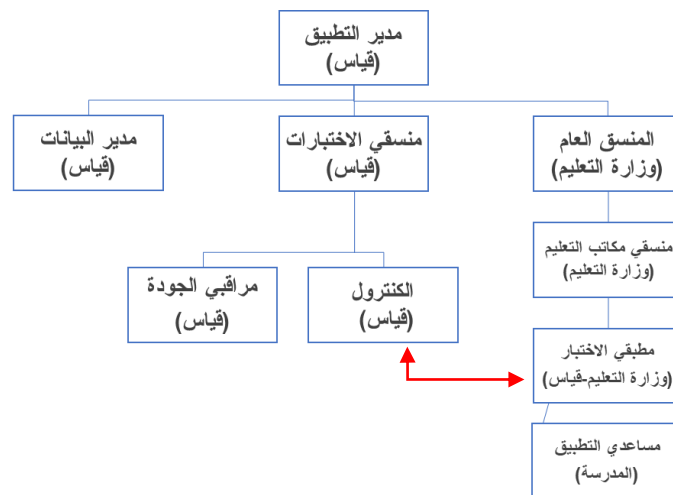 مدير التطبيق
(قياس)
المنسق العام
(وزارة التعليم)
منسقي الاختبارات
(قياس)
مدير البيانات
(قياس)
منسقي مكاتب التعليم
(وزارة التعليم)
الكنترول
(قياس)
مراقبي الجودة
(قياس)
مطبقي الاختبار
(وزارة التعليم-قياس)
مساعدي التطبيق
(المدرسة)